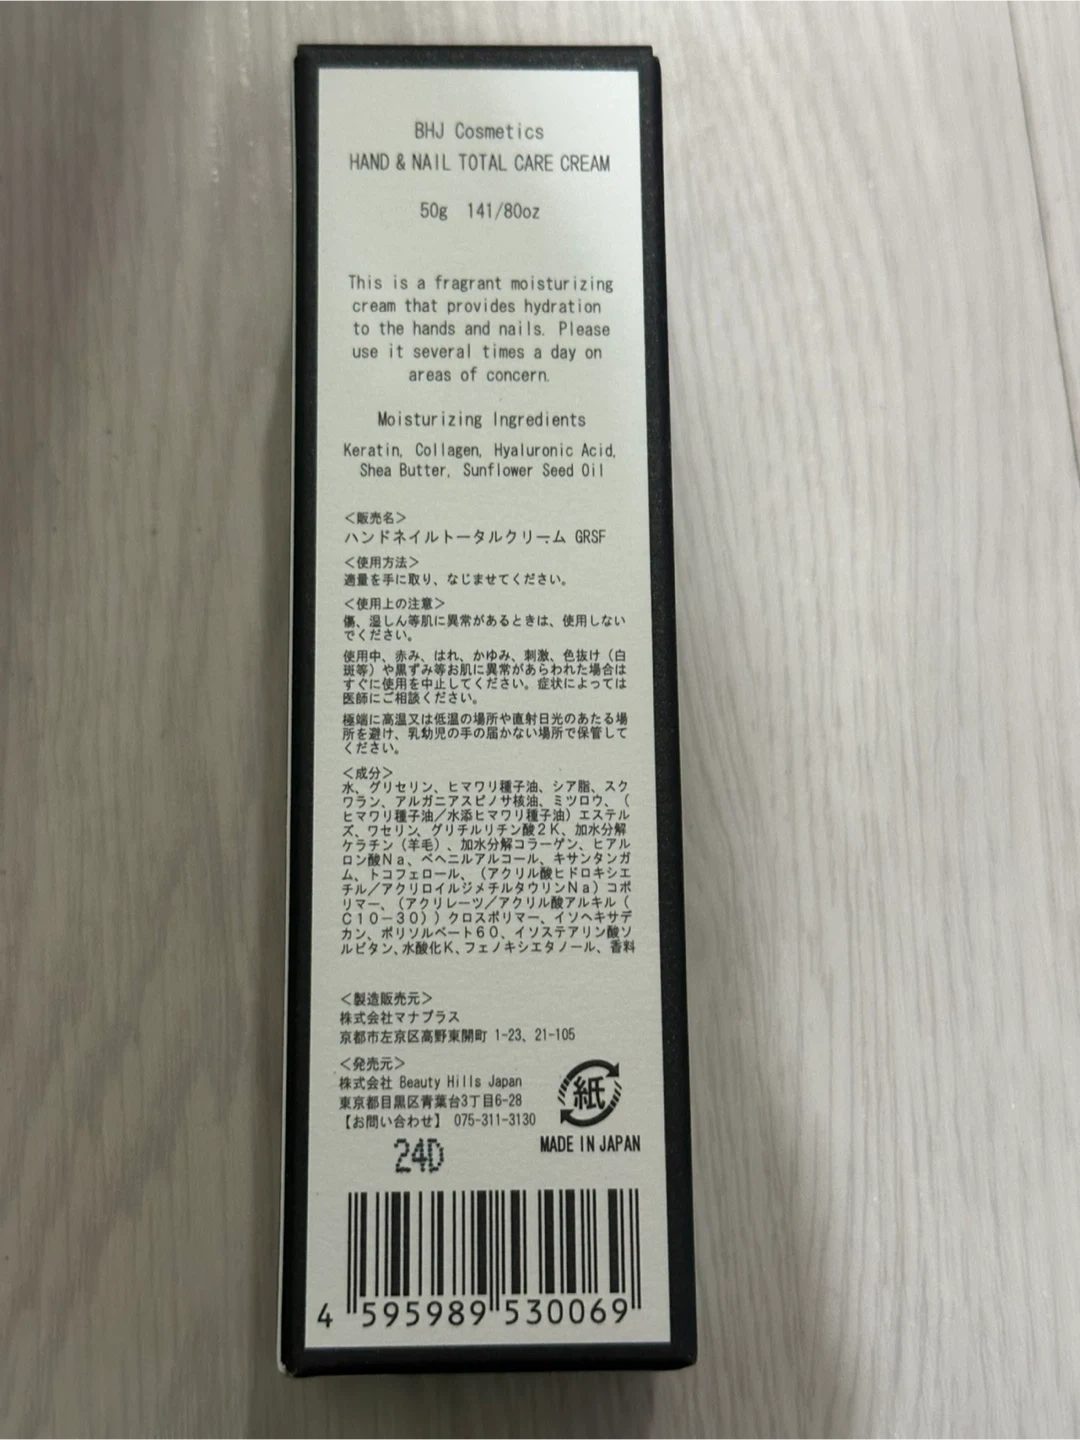 BHJ Cosmetics
HAND & NAIL TOTAL CARE CREAM
50g 141/80oz
This is a fragrant moisturizing
cream that provides hydration
to the hands and nails. Please
use it several times a day on
areas of concern.
Moisturizing Ingredients
Keratin, Collagen, Hyaluronic Acid,
Shea Butter, Sunflower Seed Oil
＜販売名＞
ハンドネイルトータルクリーム GRSF
＜使用方法＞
適量を手に取り、なじませてください。
＜使用上の注意＞
傷、湿しん等肌に異常があるときは、使用しない
でください。
使用中、赤み、はれ、かゆみ、刺激、色抜け（白
斑等）や黒ずみ等お肌に異常があらわれた場合は
すぐに使用を中止してください。症状によっては
医師にご相談ください。
極端に高温又は低温の場所や直射日光のあたる場
所を避け、乳幼児の手の届かない場所で保管して
ください。
＜成分＞
水、グリセリン、ヒマワリ種子油、シア脂、スク
ワラン、アルガニアスピノサ核油、ミツロウ、（
ヒマワリ種子油／水添ヒマワリ種子油）エステル
ズ、ワセリン、グリチルリチン酸２Ｋ、加水分解
ケラチン（羊毛）、加水分解コラーゲン、ヒアル
ロン酸Ｎａ、ベヘニルアルコール、キサンタンガ
ム、トコフェロール、（アクリル酸ヒドロキシエ
チル／アクリロイルジメチルタウリンＮａ）コポ
リマー、（アクリレーツ／アクリル酸アルキル（
Ｃ１０－３０））クロスポリマー、イソヘキサデ
カン、ポリソルベート６０、イソステアリン酸ソ
ルビタン、水酸化Ｋ、フェノキシエタノール、香料
＜製造販売元＞
株式会社マナプラス
京都市左京区高野東開町 1-23、21-105
＜発売元＞
株式会社 Beauty Hills Japan
東京都目黒区青葉台3丁目6-28
【お問い合わせ】 075-311-3130
紙
MADE IN JAPAN
24D
4 595989 530069